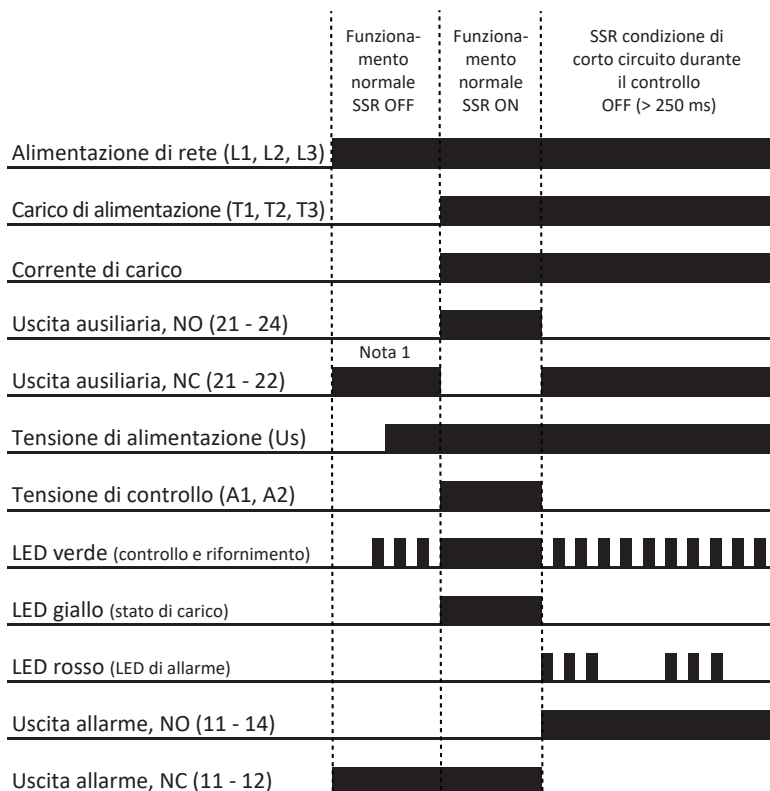 Funziona-
mento
normale
SSR OFF
Funziona-
mento
normale
SSR ON
SSR condizione di
corto circuito durante
il controllo
OFF (> 250 ms)
Alimentazione di rete (L1, L2, L3)
Carico di alimentazione (T1, T2, T3)
Corrente di carico
Uscita ausiliaria, NO (21 - 24)
Nota 1
Uscita ausiliaria, NC (21 - 22)
Tensione di alimentazione (Us)
Tensione di controllo (A1, A2)
LED verde (controllo e rifornimento)
LED giallo (stato di carico)
LED rosso (LED di allarme)
Uscita allarme, NO (11 - 14)
Uscita allarme, NC (11 - 12)